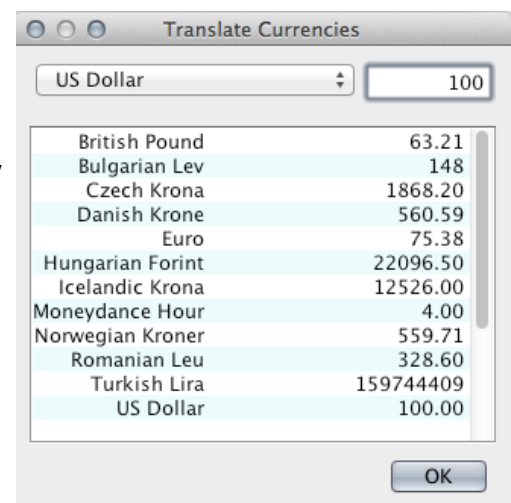 Translate Currencies
US Dollar 100
British Pound 63.21
Bulgarian Lev 148
Czech Krona 1868.20
Danish Krone 560.59
Euro 75.38
Hungarian Forint 22096.50
Icelandic Krona 12526.00
Moneydance Hour 4.00
Norwegian Kroner 559.71
Romanian Leu 328.60
Turkish Lira 159744409
US Dollar 100.00
OK